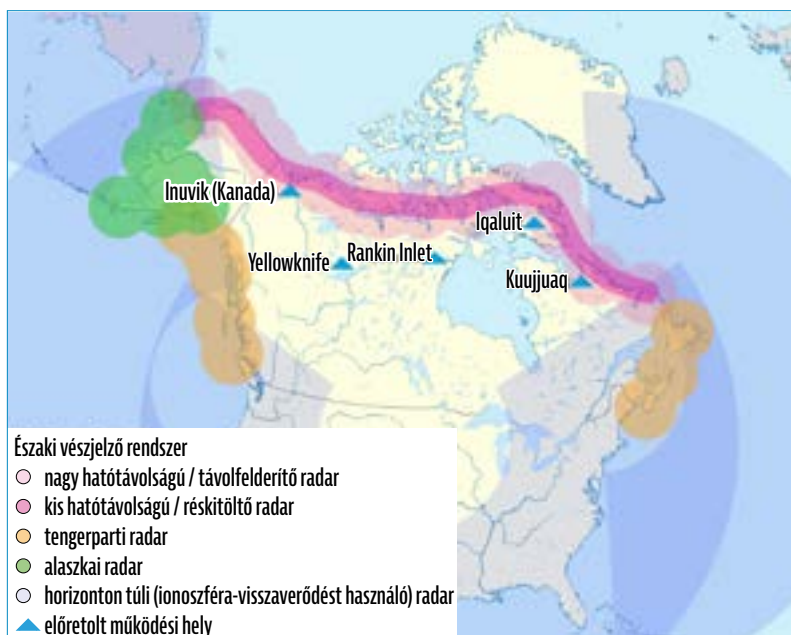 Inuvik (Kanada)
Iqaluit
Yellowknife
Rankin Inlet
Kuujjuaq
Északi vészjelző rendszer
nagy hatótávolságú / távolfelderítő radar
kis hatótávolságú / réskitöltő radar
tengerparti radar
alaszkai radar
horizonton túli (ionoszféra-visszaverődést használó) radar
előretolt működési hely